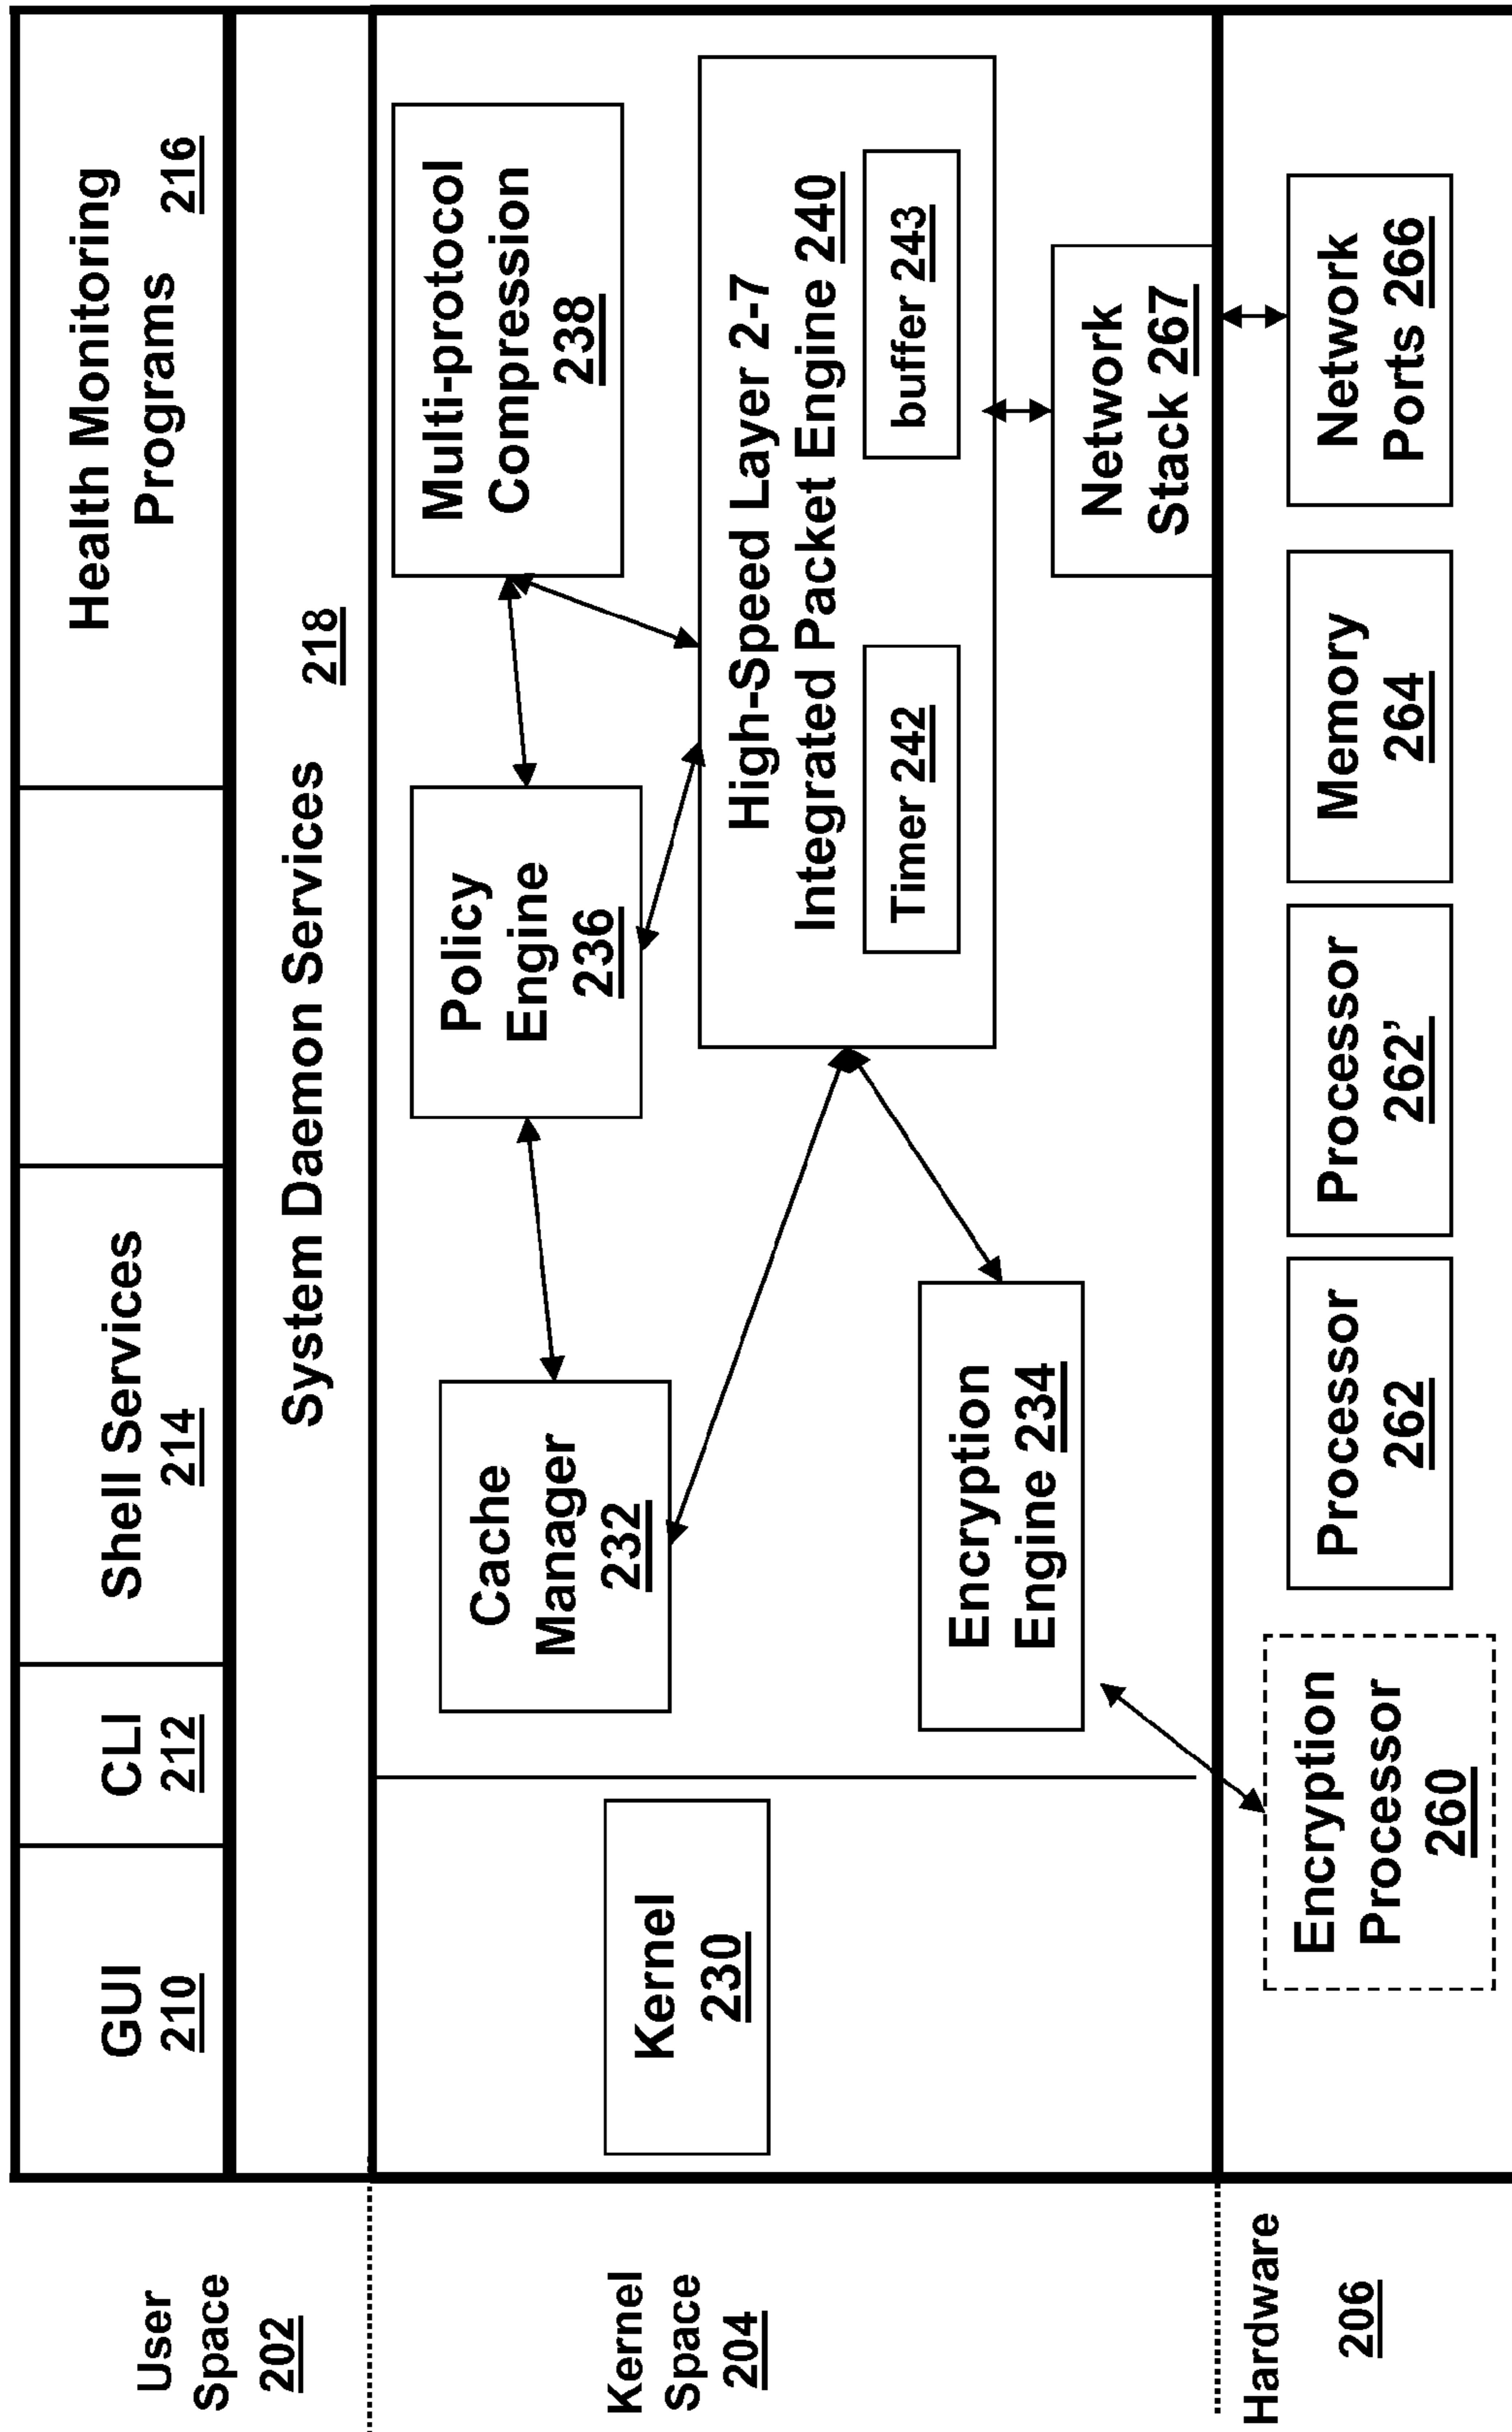 User
Space
202
GUI
210
CLI
212
Shell Services
214
Health Monitoring
Programs 216
System Daemon Services 218
Kernel
Space
204
Kernel
230
Cache
Manager
232
Policy
Engine
236
Multi-protocol
Compression
238
High-Speed Layer 2-7
Integrated Packet Engine 240
Timer 242
buffer 243
Encryption
Engine 234
Network
Stack 267
Hardware
206
Encryption
Processor
260
Processor
262
Processor
262’
Memory
264
Network
Ports 266